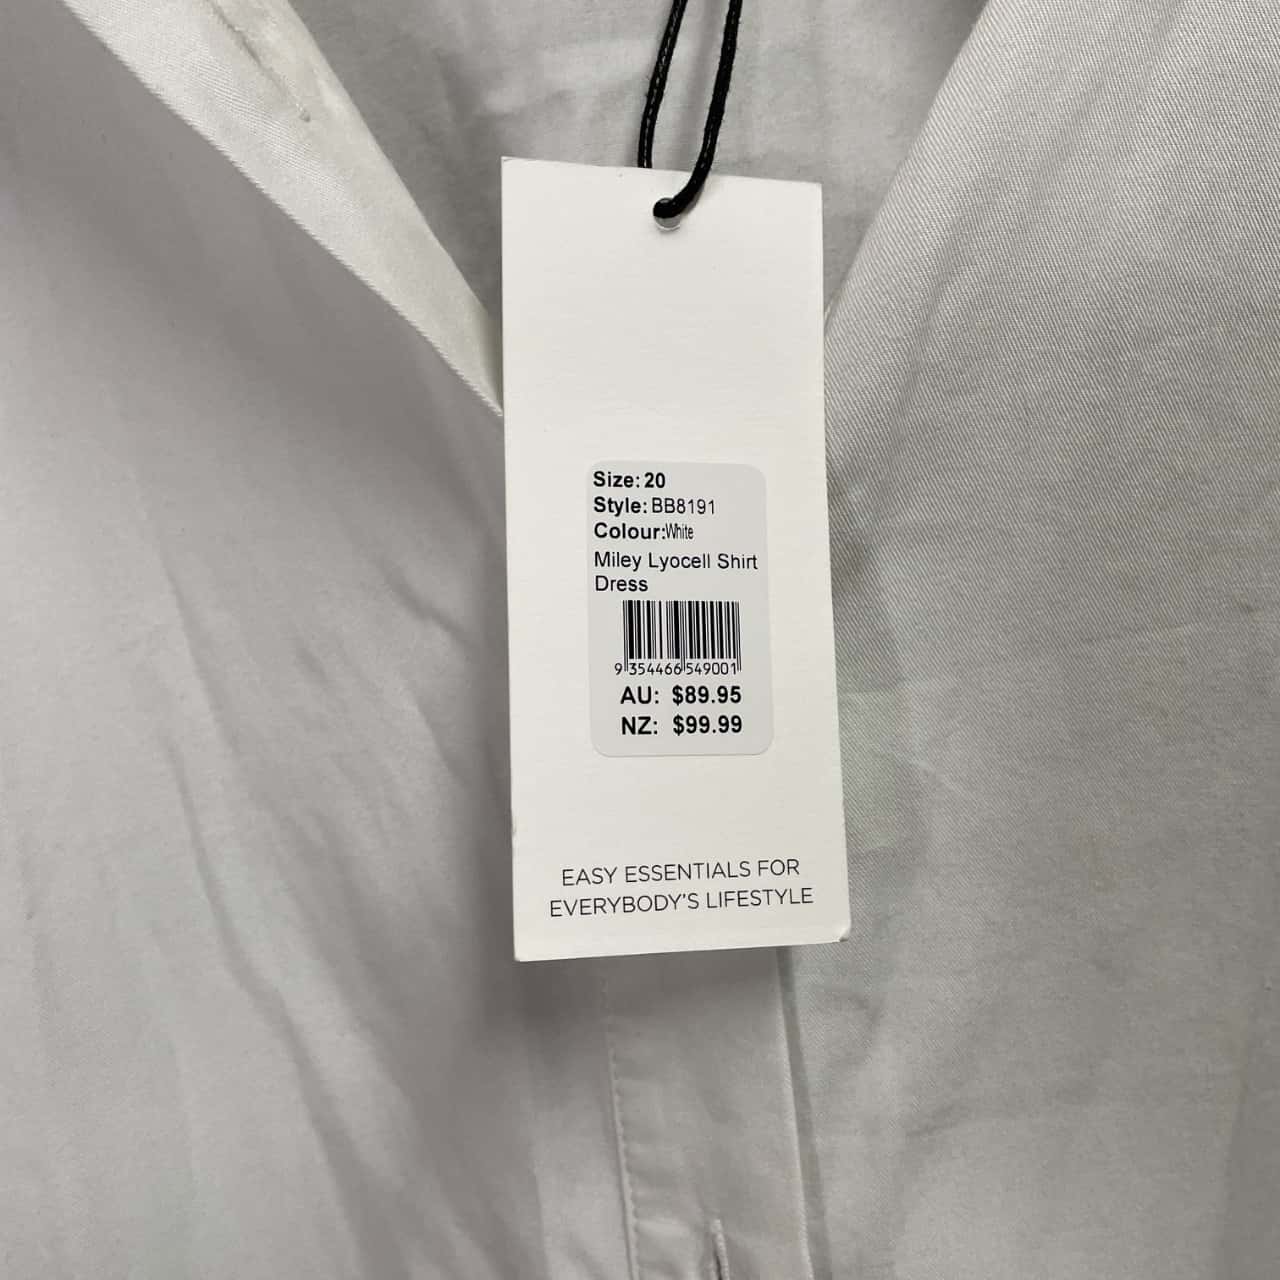 Size: 20
Style: BB8191
Colour:White
Miley Lyocell Shirt
Dress
9 354466 549001
AU: $89.95
NZ: $99.99
EASY ESSENTIALS FOR
EVERYBODY'S LIFESTYLE